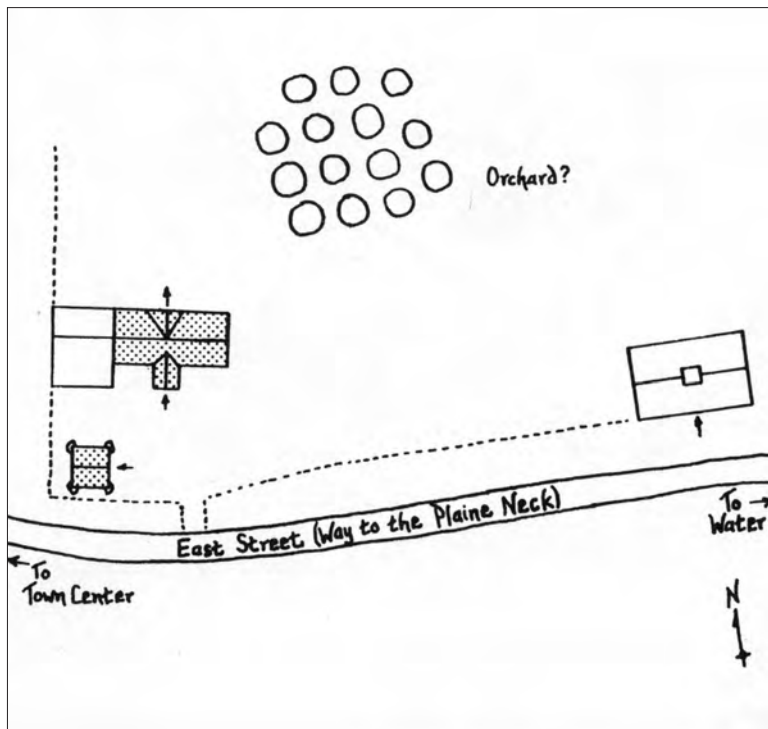 Orchard?
East Street (Way to the Plaine Neck)
To
Water
To
Town Center
N